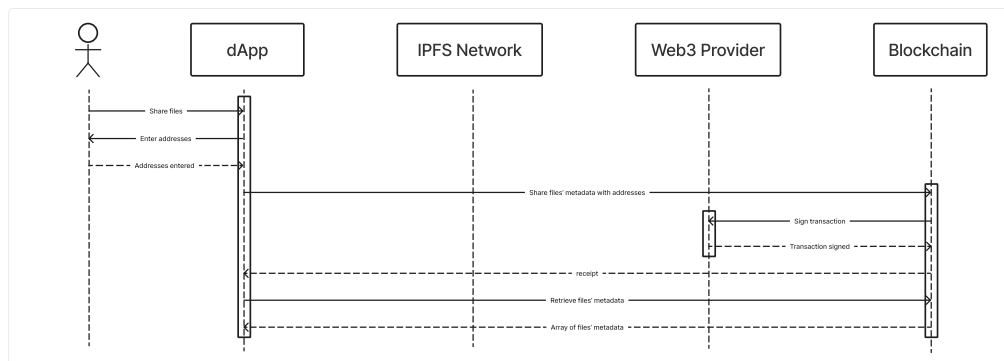 dApp
IPFS Network
Web3 Provider
Blockchain
Share files
Enter addresses
Addresses entered
Share files' metadata with addresses
Sign transaction
Transaction signed
receipt
Retrieve files' metadata
Array of files' metadata